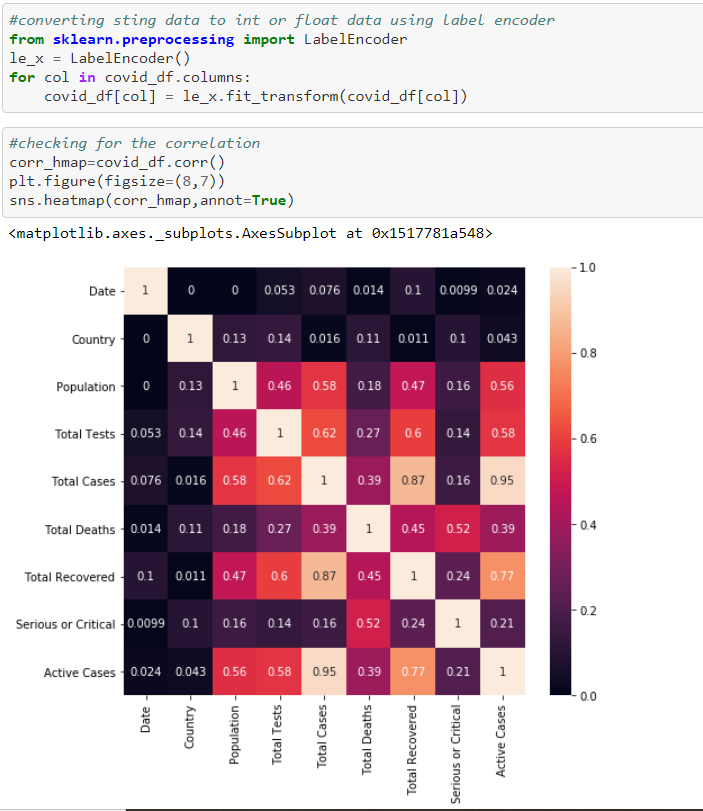 #converting sting data to int or float data using label encoder
from sklearn.preprocessing import LabelEncoder
le_x = LabelEncoder()
for col in covid_df.columns:
    covid_df[col] = le_x.fit_transform(covid_df[col])
#checking for the correlation
corr_hmap=covid_df.corr()
plt.figure(figsize=(8,7))
sns.heatmap(corr_hmap,annot=True)
<matplotlib.axes._subplots.AxesSubplot at 0x1517781a548>
Date 1 0 0 0.053 0.076 0.014 0.1 0.0099 0.024
Country 0 1 0.13 0.14 0.016 0.11 0.011 0.1 0.043
Population 0 0.13 1 0.46 0.58 0.18 0.47 0.16 0.56
Total Tests 0.053 0.14 0.46 1 0.62 0.27 0.6 0.14 0.58
Total Cases 0.076 0.016 0.58 0.62 1 0.39 0.87 0.16 0.95
Total Deaths 0.014 0.11 0.18 0.27 0.39 1 0.45 0.52 0.39
Total Recovered 0.1 0.011 0.47 0.6 0.87 0.45 1 0.24 0.77
Serious or Critical 0.0099 0.1 0.16 0.14 0.16 0.52 0.24 1 0.21
Active Cases 0.024 0.043 0.56 0.58 0.95 0.39 0.77 0.21 1
Date
Country
Population
Total Tests
Total Cases
Total Deaths
Total Recovered
Serious or Critical
Active Cases
1.0
0.8
0.6
0.4
0.2
0.0